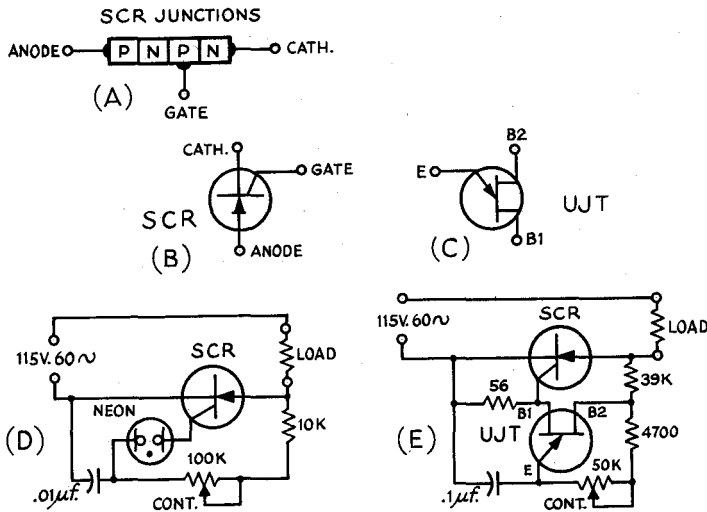 SCR JUNCTIONS
ANODE P N P N CATH.
(A)
GATE
CATH.
GATE
SCR
(B)
ANODE
B2
E
UJT
(C)
B1
115V. 60~
SCR
LOAD
NEON
10K
(D)
100K
.01µf.
CONT.
115V. 60~
SCR
LOAD
39K
56
B1 B2
UJT
4700
(E)
E
50K
.1µf.
CONT.